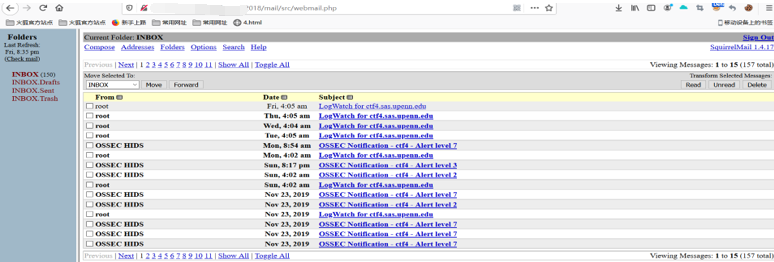 2018/mail/src/webmail.php
火狐官方站点 火狐官方站点 新手上路 常用网址 常用网址 4.html 移动设备上的书签
Folders
Last Refresh:
Fri, 8:35 pm
(Check mail)
INBOX (150)
INBOX.Drafts
INBOX.Sent
INBOX.Trash
Current Folder: INBOX Sign Out
Compose Addresses Folders Options Search Help SquirrelMail 1.4.17
Previous | Next | 1 2 3 4 5 6 7 8 9 10 11 | Show All | Toggle All Viewing Messages: 1 to 15 (157 total)
Move Selected To: Transform Selected Messages:
INBOX Move Forward Read Unread Delete
From Date Subject
root Fri, 4:05 am LogWatch for ctf4.sas.upenn.edu
root Thu, 4:05 am LogWatch for ctf4.sas.upenn.edu
root Wed, 4:04 am LogWatch for ctf4.sas.upenn.edu
root Tue, 4:05 am LogWatch for ctf4.sas.upenn.edu
OSSEC HIDS Mon, 8:54 am OSSEC Notification - ctf4 - Alert level 7
root Mon, 4:02 am LogWatch for ctf4.sas.upenn.edu
OSSEC HIDS Sun, 8:17 pm OSSEC Notification - ctf4 - Alert level 3
OSSEC HIDS Sun, 4:02 am OSSEC Notification - ctf4 - Alert level 2
root Sun, 4:02 am LogWatch for ctf4.sas.upenn.edu
OSSEC HIDS Nov 23, 2019 OSSEC Notification - ctf4 - Alert level 7
OSSEC HIDS Nov 23, 2019 OSSEC Notification - ctf4 - Alert level 2
root Nov 23, 2019 LogWatch for ctf4.sas.upenn.edu
OSSEC HIDS Nov 23, 2019 OSSEC Notification - ctf4 - Alert level 7
OSSEC HIDS Nov 23, 2019 OSSEC Notification - ctf4 - Alert level 7
OSSEC HIDS Nov 23, 2019 OSSEC Notification - ctf4 - Alert level 7
Previous | Next | 1 2 3 4 5 6 7 8 9 10 11 | Show All | Toggle All Viewing Messages: 1 to 15 (157 total)